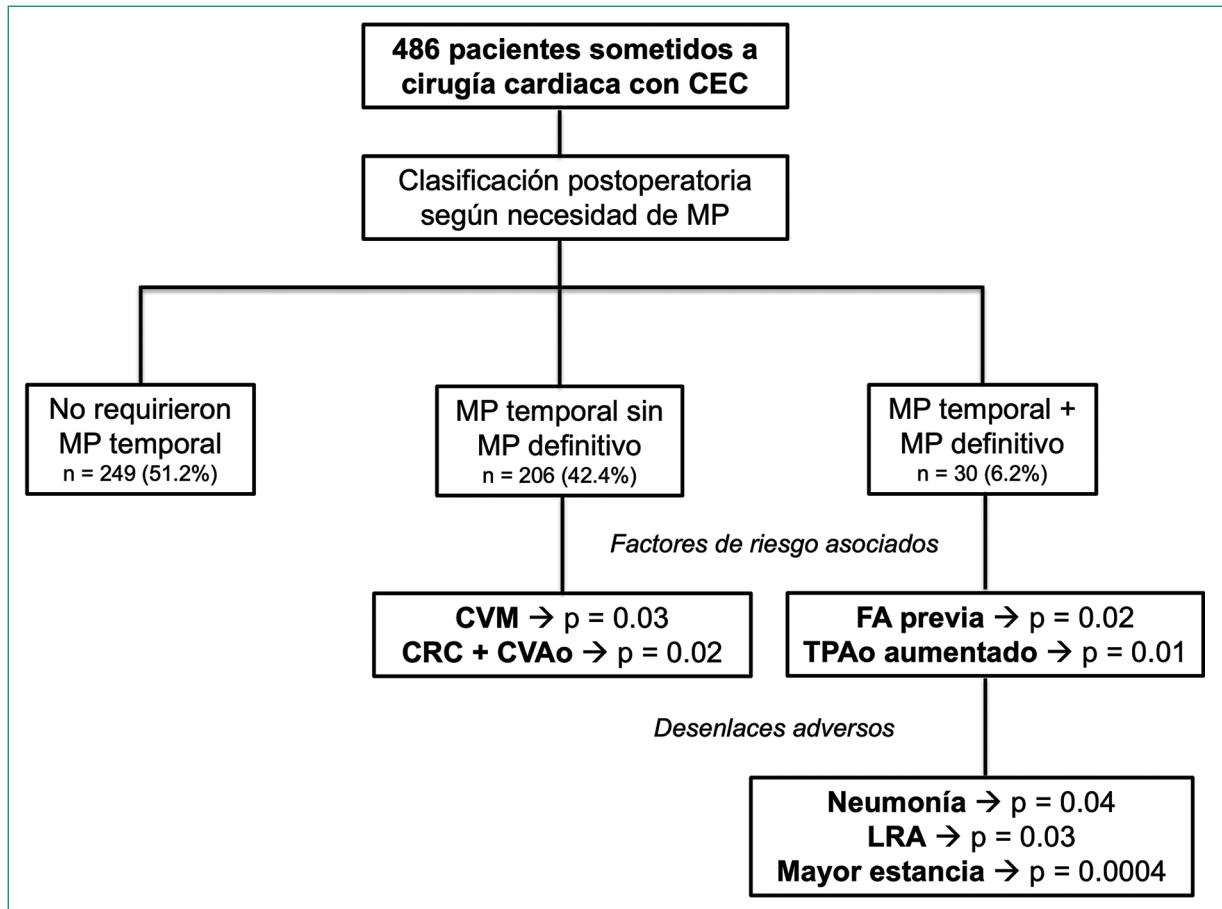 486 pacientes sometidos a
cirugía cardiaca con CEC
Clasificación postoperatoria
según necesidad de MP
No requirieron
MP temporal
n = 249 (51.2%)
MP temporal sin
MP definitivo
n = 206 (42.4%)
MP temporal +
MP definitivo
n = 30 (6.2%)
Factores de riesgo asociados
CVM → p = 0.03
CRC + CVAo → p = 0.02
FA previa → p = 0.02
TPAo aumentado → p = 0.01
Desenlaces adversos
Neumonía → p = 0.04
LRA → p = 0.03
Mayor estancia → p = 0.0004